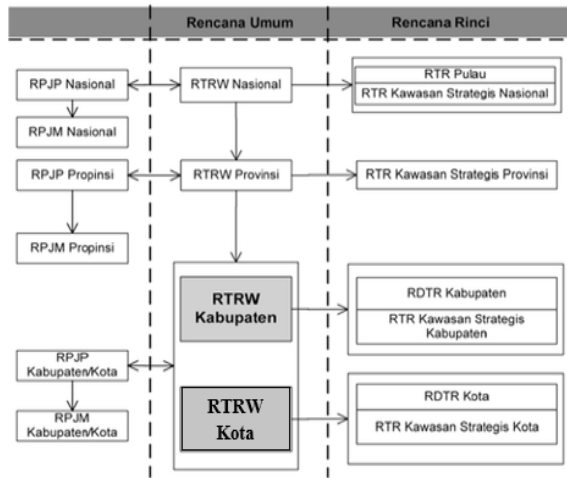 Rencana Umum
Rencana Rinci
RPJP Nasional
RTRW Nasional
RTR Pulau
RTR Kawasan Strategis Nasional
RPJM Nasional
RPJP Propinsi
RTRW Provinsi
RTR Kawasan Strategis Provinsi
RPJM Propinsi
RTRW
Kabupaten
RDTR Kabupaten
RTR Kawasan Strategis
Kabupaten
RPJP
Kabupaten/Kota
RPJM
Kabupaten/Kota
RTRW
Kota
RDTR Kota
RTR Kawasan Strategis Kota